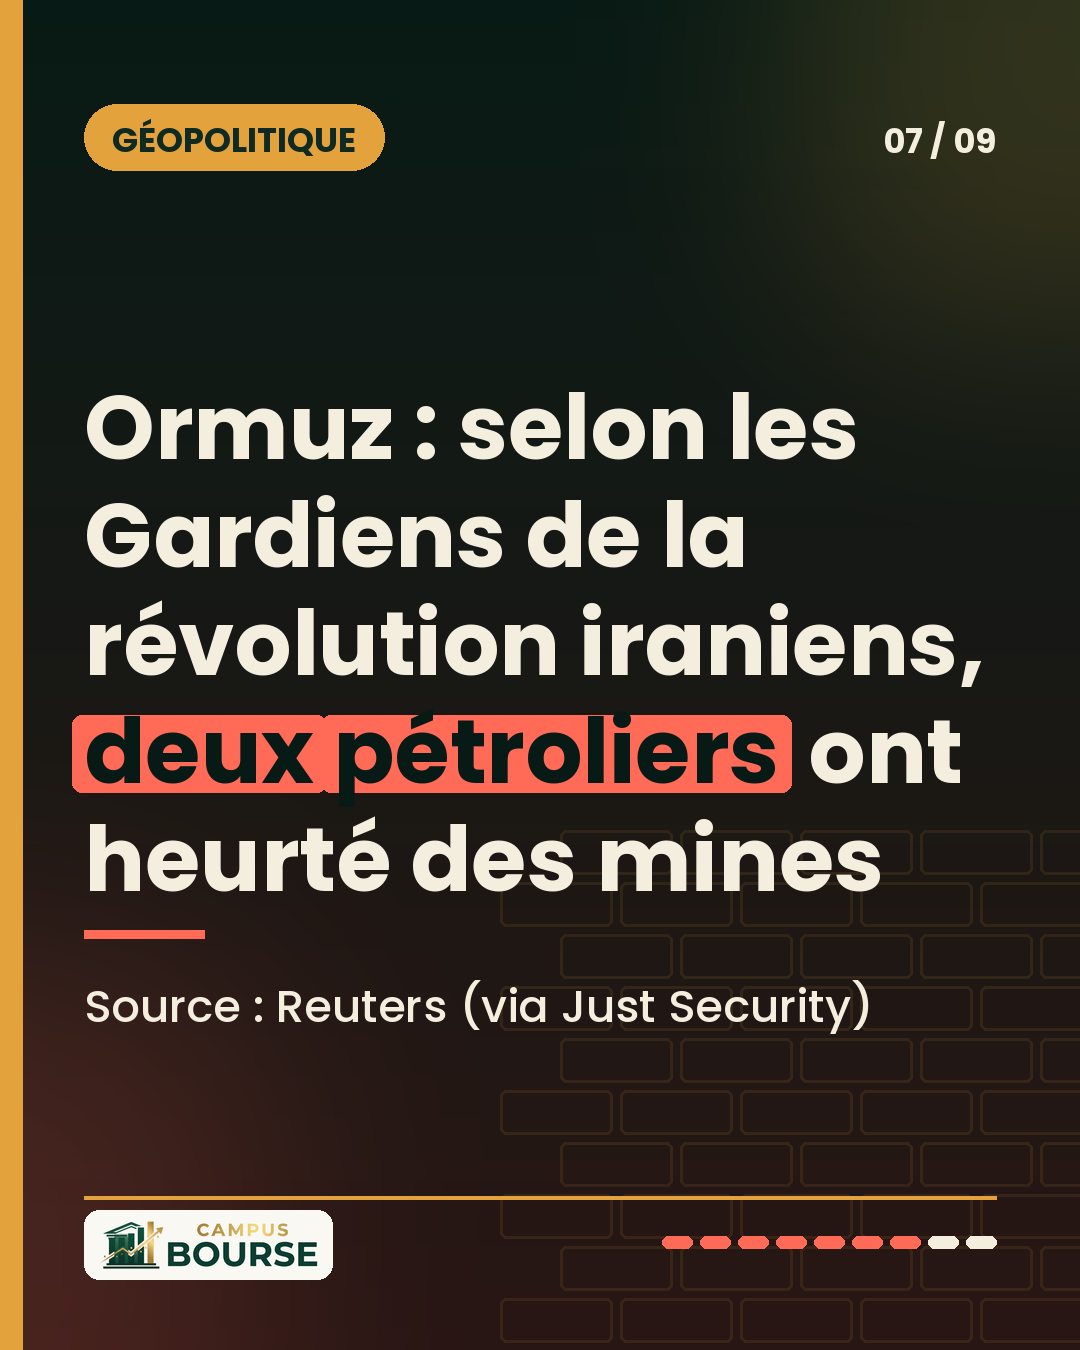 GÉOPOLITIQUE
07 / 09
Ormuz : selon les
Gardiens de la
révolution iraniens,
deux pétroliers ont
heurté des mines
Source : Reuters (via Just Security)
CAMPUS
BOURSE